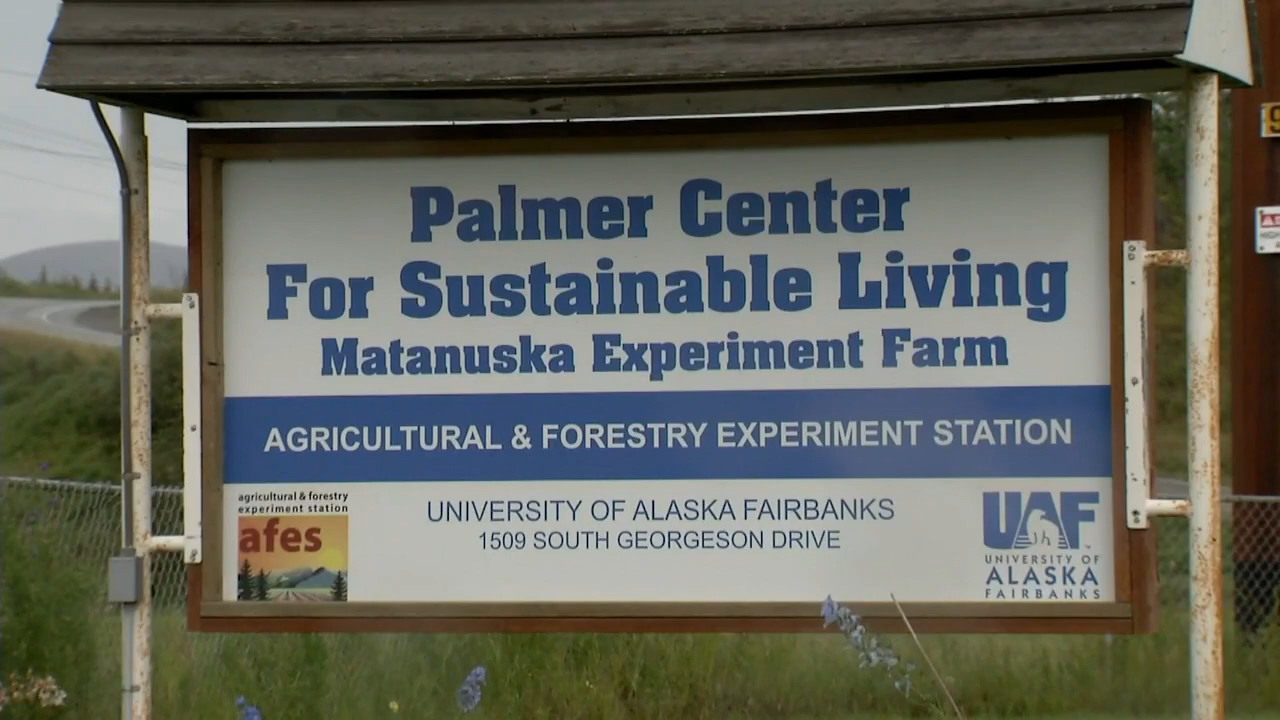 Palmer Center
For Sustainable Living
Matanuska Experiment Farm
AGRICULTURAL & FORESTRY EXPERIMENT STATION
agricultural & forestry
experiment station
afes
UNIVERSITY OF ALASKA FAIRBANKS
1509 SOUTH GEORGESON DRIVE
UAF
UNIVERSITY OF
ALASKA
FAIRBANKS